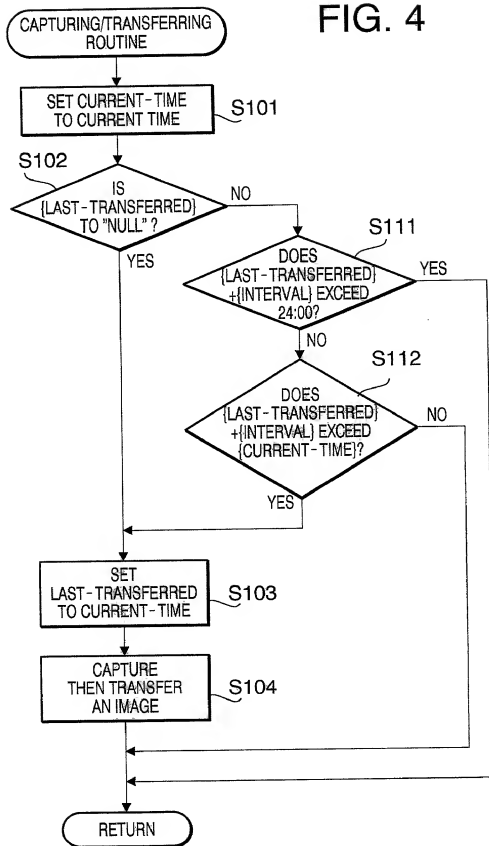 FIG. 4
CAPTURING/TRANSFERRING
ROUTINE
SET CURRENT-TIME
TO CURRENT TIME
S101
S102
IS
{LAST-TRANSFERRED}
TO "NULL" ?
NO
YES
S111
DOES
{LAST-TRANSFERRED}
+{INTERVAL} EXCEED
24:00?
YES
NO
S112
DOES
{LAST-TRANSFERRED}
+{INTERVAL} EXCEED
{CURRENT-TIME}?
NO
YES
SET
LAST-TRANSFERRED
TO CURRENT-TIME
S103
CAPTURE
THEN TRANSFER
AN IMAGE
S104
RETURN